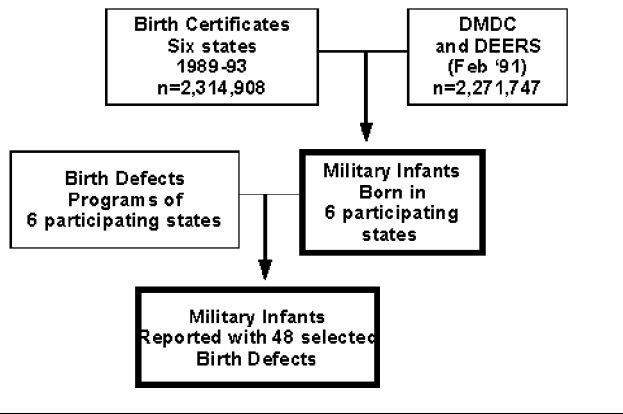 Birth Certificates
Six states
1989-93
n=2,314,908
DMDC
and DEERS
(Feb ‘91)
n=2,271,747
Birth Defects
Programs of
6 participating states
Military Infants
Born in
6 participating
states
Military Infants
Reported with 48 selected
Birth Defects